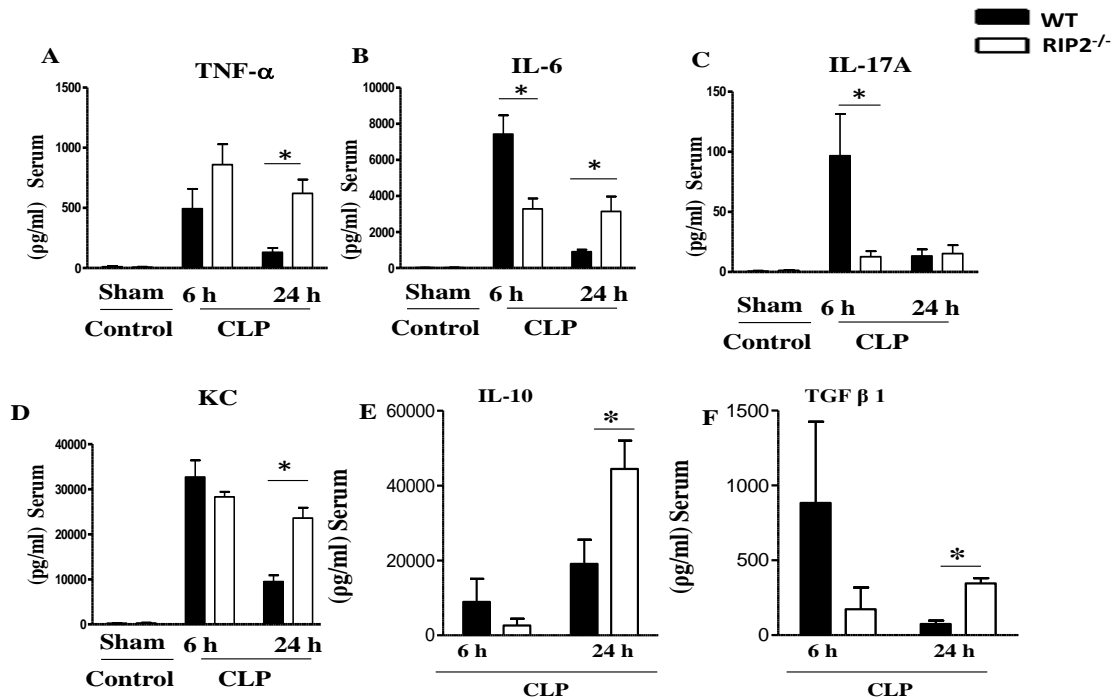 WT
RIP2-/-
A
TNF-α
1500
1000
500
0
(ρg/ml) Serum
Sham
6 h
24 h
Control
CLP
B
IL-6
*
*
10000
8000
6000
4000
2000
0
(pg/ml) Serum
Sham
6 h
24 h
Control
CLP
*
C
IL-17A
*
150
100
50
0
(pg/ml) Serum
Sham
6 h
24 h
Control
CLP
D
KC
*
40000
30000
20000
10000
0
(pg/ml) Serum
Sham
6 h
24 h
Control
CLP
E
IL-10
*
60000
40000
20000
0
(ρg/ml) Serum
6 h
24 h
CLP
F
TGF β 1
*
1500
1000
500
0
(ρg/ml) Serum
6 h
24 h
CLP